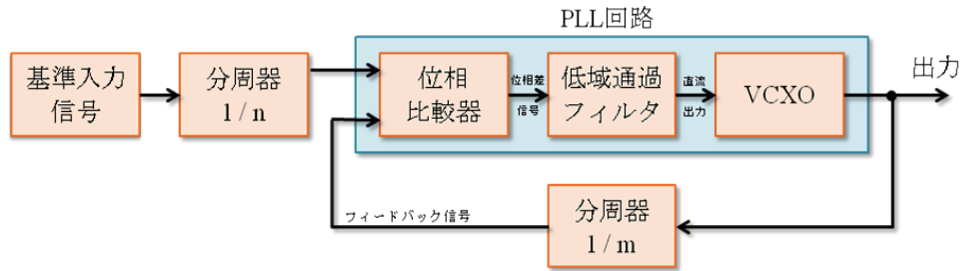 PLL回路
基準入力
信号
分周器
1 / n
位相
比較器
位相差
信号
低域通過
フィルタ
直流
出力
VCXO
出力
フィードバック信号
分周器
1 / m